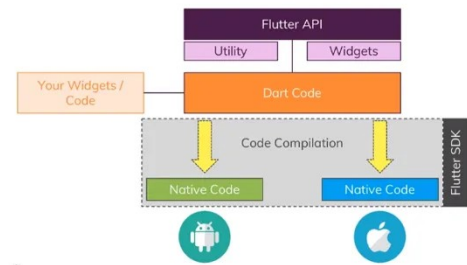 Flutter API
Utility
Widgets
Your Widgets /
Code
Dart Code
Code Compilation
Native Code
Native Code
Flutter SDK